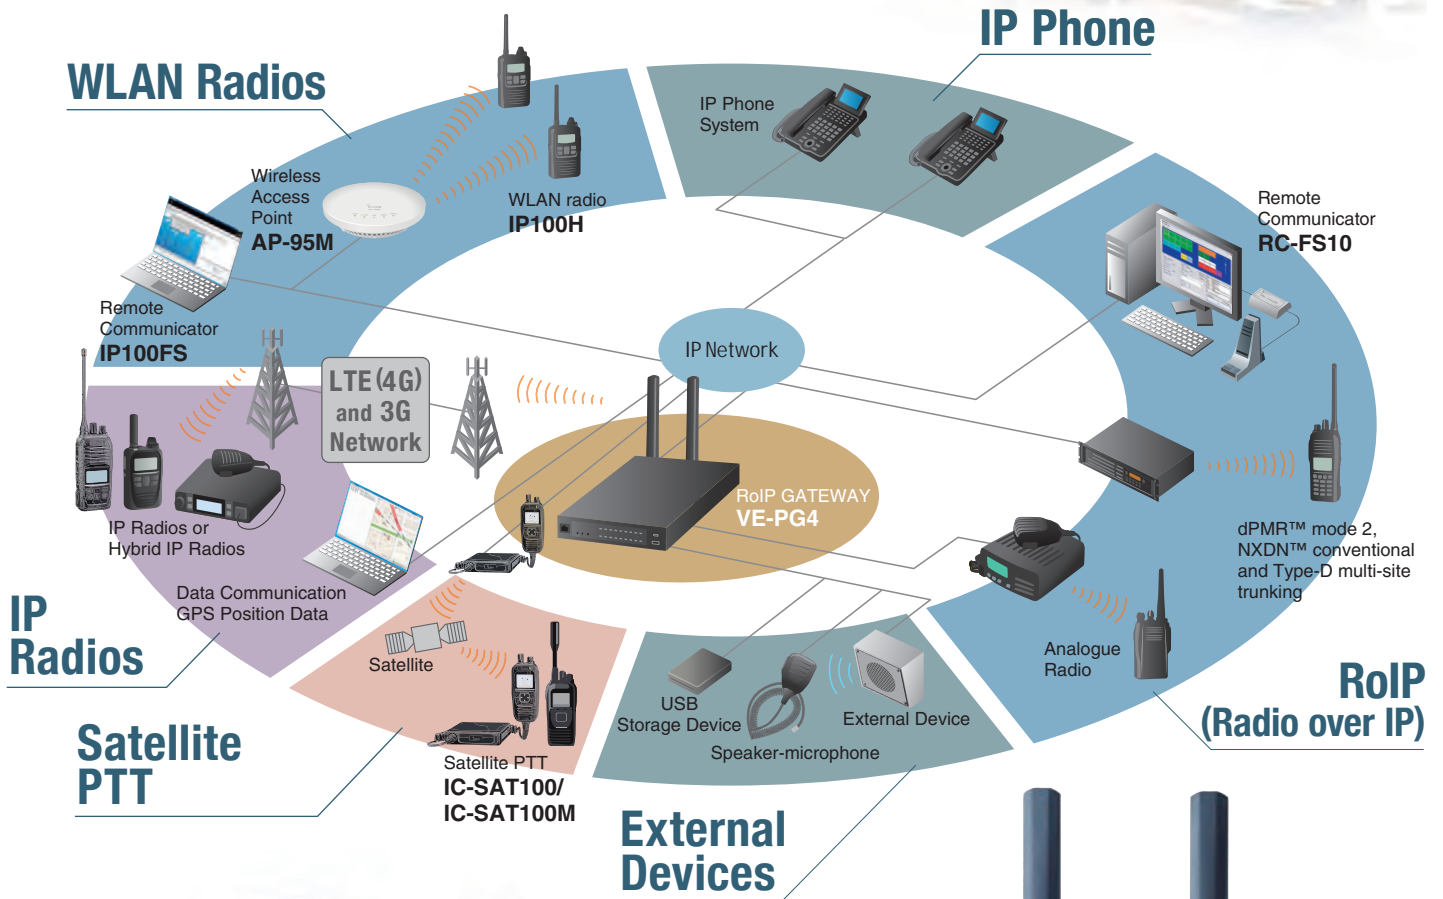 IP Phone
WLAN Radios
IP Phone
System
Wireless
Access
Point
AP-95M
WLAN radio
IP100H
Remote
Communicator
RC-FS10
Remote
Communicator
IP100FS
IP Network
LTE (4G)
and 3G
Network
RoIP GATEWAY
VE-PG4
IP Radios or
Hybrid IP Radios
dPMR™ mode 2,
NXDN™ conventional
and Type-D multi-site
trunking
Data Communication
GPS Position Data
IP
Radios
Satellite
Analogue
Radio
USB
Storage Device
External Device
Speaker-microphone
RoIP
(Radio over IP)
Satellite
PTT
Satellite PTT
IC-SAT100/
IC-SAT100M
External
Devices